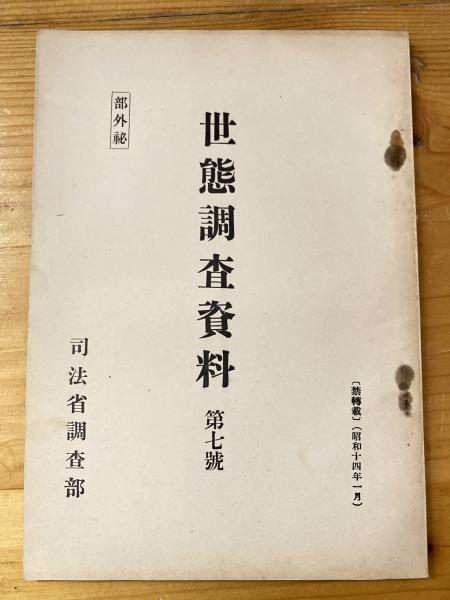 〔禁轉載〕（昭和十四年一月）
世態調査資料 第七號
部外祕
司法省調査部